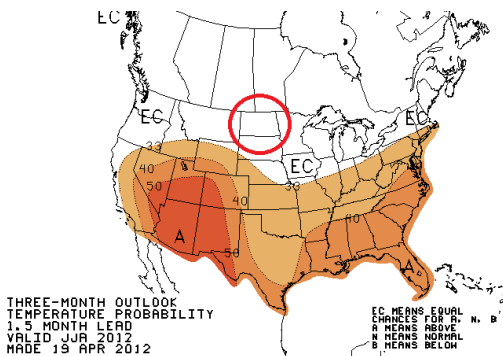 EC
EC
EC
33
40
50
EC
33
40
40
A
50
A
THREE-MONTH OUTLOOK
TEMPERATURE PROBABILITY
1.5 MONTH LEAD
VALID JJA 2012
MADE 19 APR 2012
EC MEANS EQUAL
CHANCES FOR A, N, B
A MEANS ABOVE
N MEANS NORMAL
B MEANS BELOW